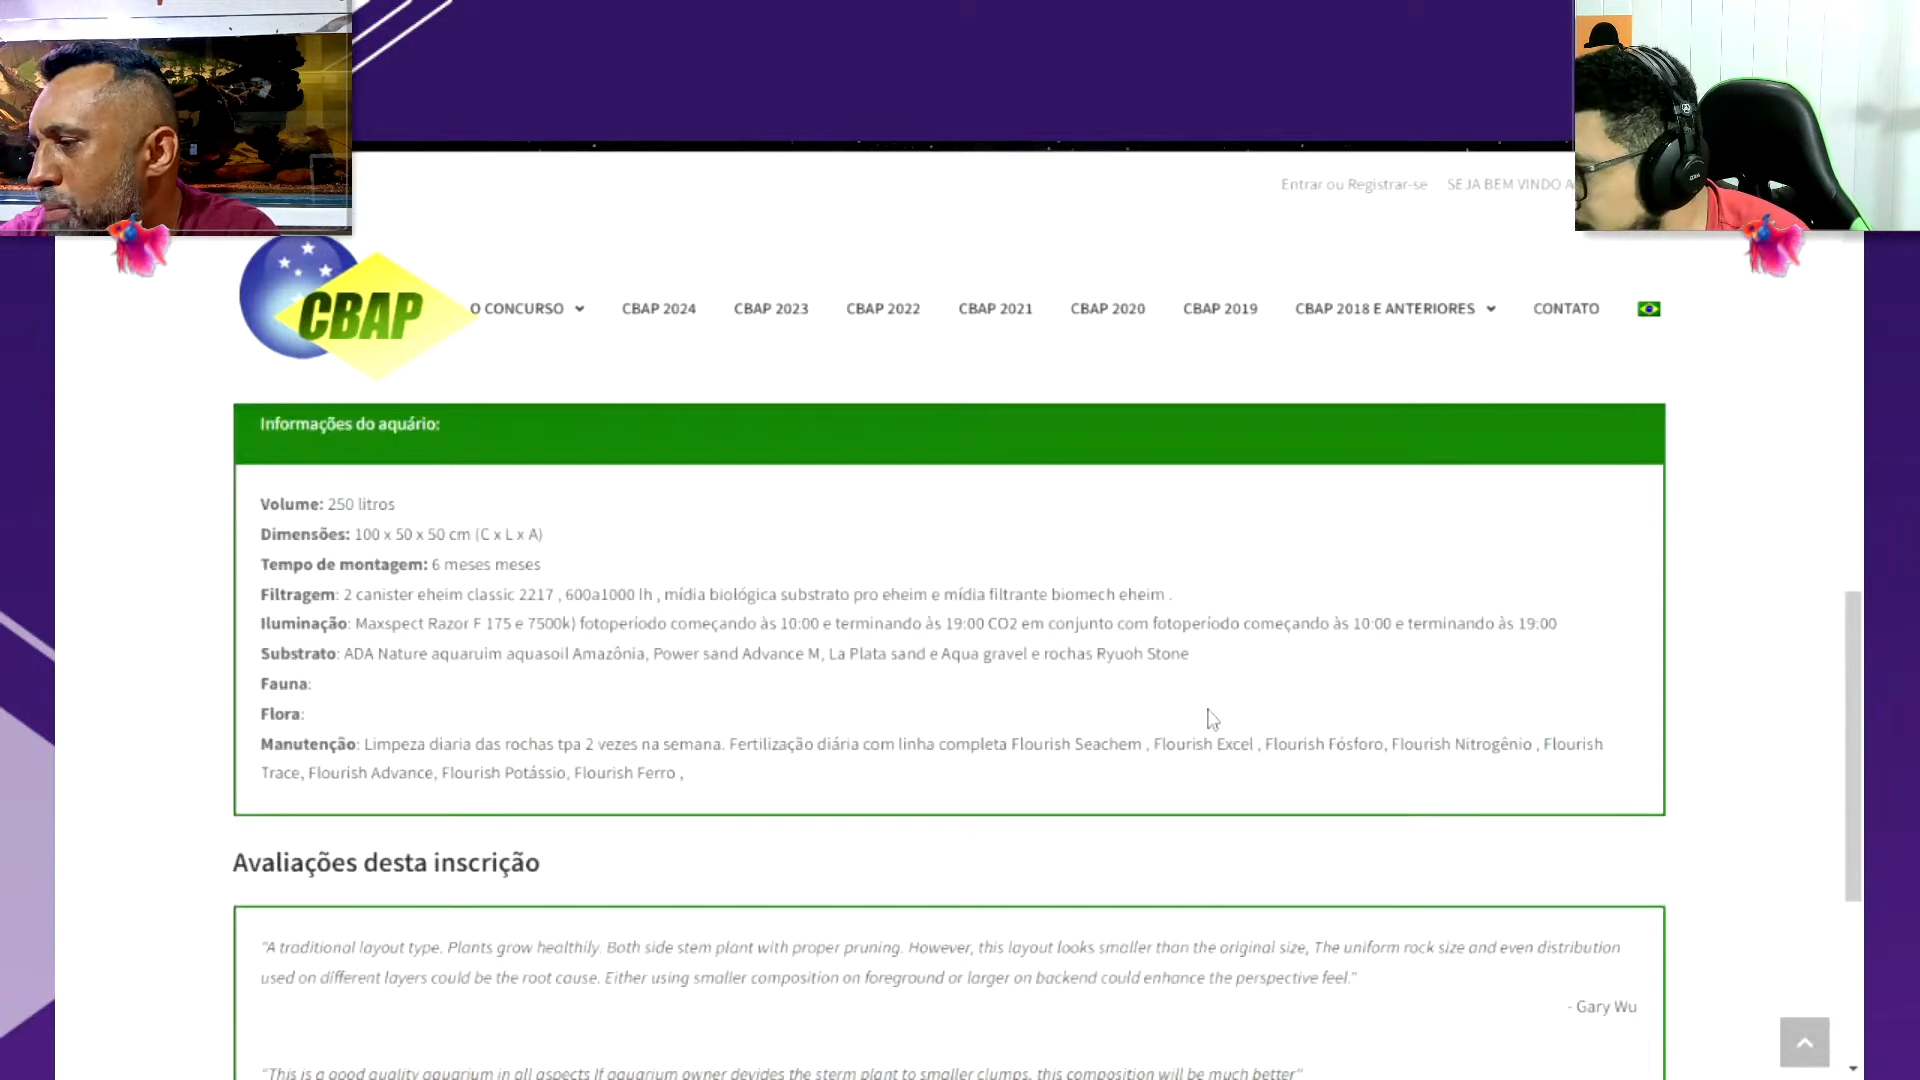 Entrar ou Registrar-se SEJA BEM VINDO A
CBAP
O CONCURSO CBAP 2024 CBAP 2023 CBAP 2022 CBAP 2021 CBAP 2020 CBAP 2019 CBAP 2018 E ANTERIORES CONTATO
Informações do aquário:
Volume: 250 litros
Dimensões: 100 x 50 x 50 cm (C x L x A)
Tempo de montagem: 6 meses meses
Filtragem: 2 canister eheim classic 2217 , 600a1000 lh , mídia biológica substrato pro eheim e mídia filtrante biomech eheim .
Iluminação: Maxspect Razor F 175 e 7500k) fotoperíodo começando às 10:00 e terminando às 19:00 CO2 em conjunto com fotoperíodo começando às 10:00 e terminando às 19:00
Substrato: ADA Nature aquaruim aquasoil Amazônia, Power sand Advance M, La Plata sand e Aqua gravel e rochas Ryuoh Stone
Fauna:
Flora:
Manutenção: Limpeza diaria das rochas tpa 2 vezes na semana. Fertilização diária com linha completa Flourish Seachem , Flourish Excel , Flourish Fósforo, Flourish Nitrogênio , Flourish
Trace, Flourish Advance, Flourish Potássio, Flourish Ferro ,
Avaliações desta inscrição
"A traditional layout type. Plants grow healthily. Both side stem plant with proper pruning. However, this layout looks smaller than the original size, The uniform rock size and even distribution
used on different layers could be the root cause. Either using smaller composition on foreground or larger on backend could enhance the perspective feel."
- Gary Wu
"This is a good quality aquarium in all aspects If aquarium owner devides the sterm plant to smaller clumps, this composition will be much better"